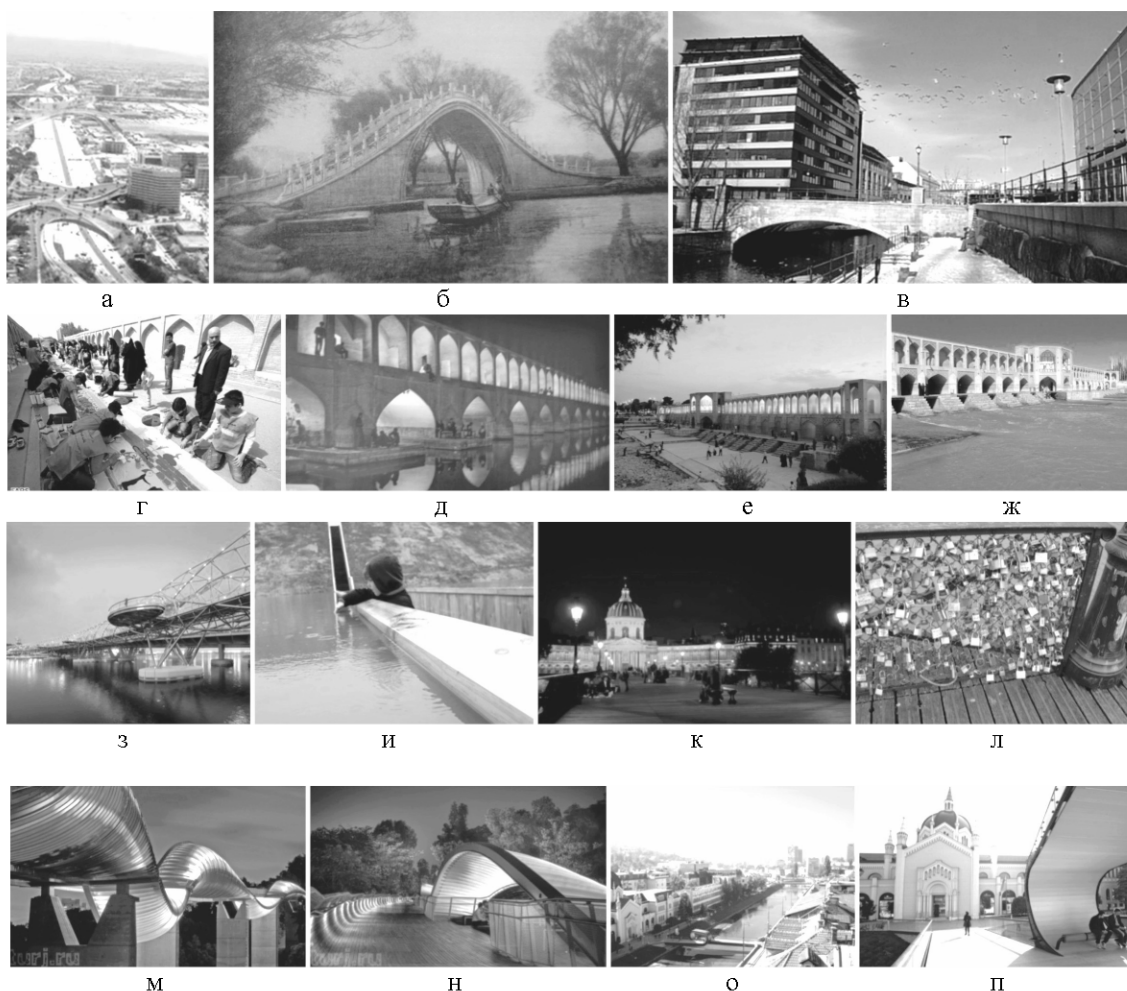 а б в
г д е ж
з и к л
м н о п